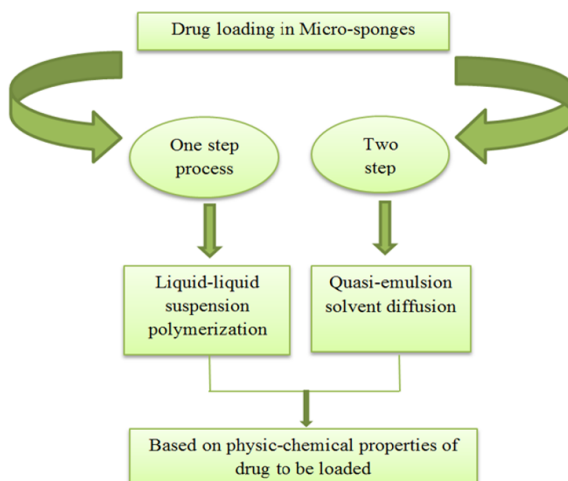 Drug loading in Micro-sponges
One step
process
Two
step
Liquid-liquid
suspension
polymerization
Quasi-emulsion
solvent diffusion
Based on physic-chemical properties of
drug to be loaded